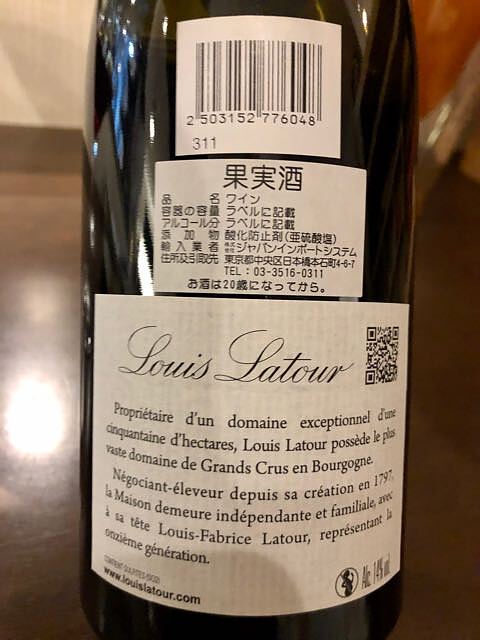 2 503152 776048
311
果実酒
品名 ワイン
容器の容量 ラベルに記載
アルコール分 ラベルに記載
添加物 酸化防止剤(亜硫酸塩)
輸入業者 株式会社ジャパンインポートシステム
住所及引取先 東京都中央区日本橋本石町4-6-7
TEL:03-3516-0311
お酒は20歳になってから。
Louis Latour
Propriétaire d'un domaine exceptionnel d'une
cinquantaine d'hectares, Louis Latour possède le plus
vaste domaine de Grands Crus en Bourgogne.
Négociant-éleveur depuis sa création en 1797,
la Maison demeure indépendante et familiale, avec
à sa tête Louis-Fabrice Latour, représentant la
onzième génération.
www.louislatour.com
Alc. 14% vol